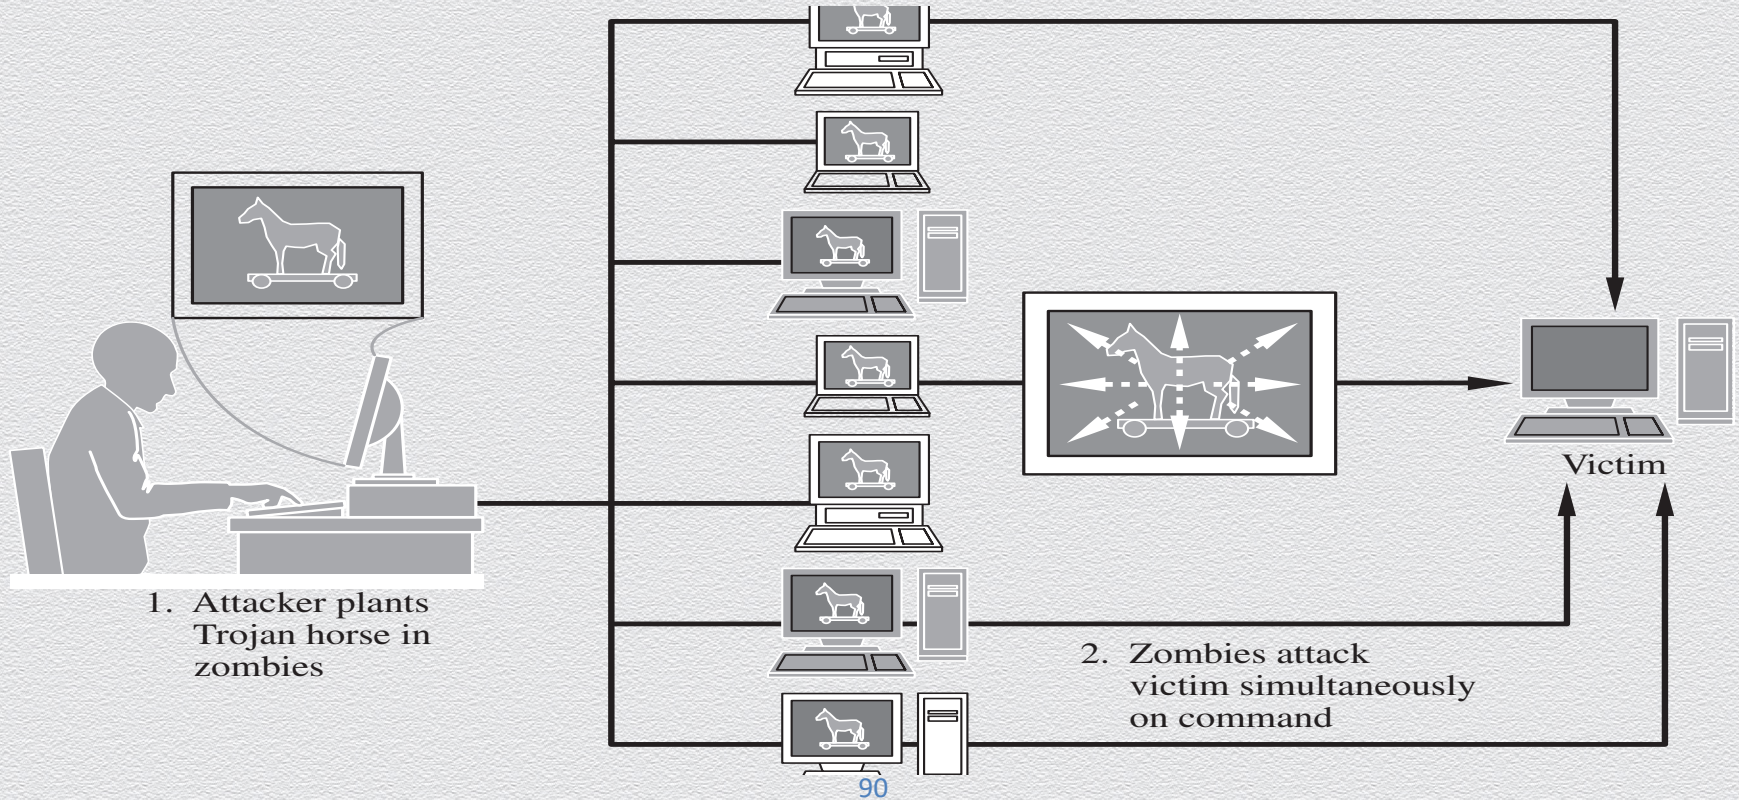 Victim
1. Attacker plants
Trojan horse in
zombies
2. Zombies attack
victim simultaneously
on command
90